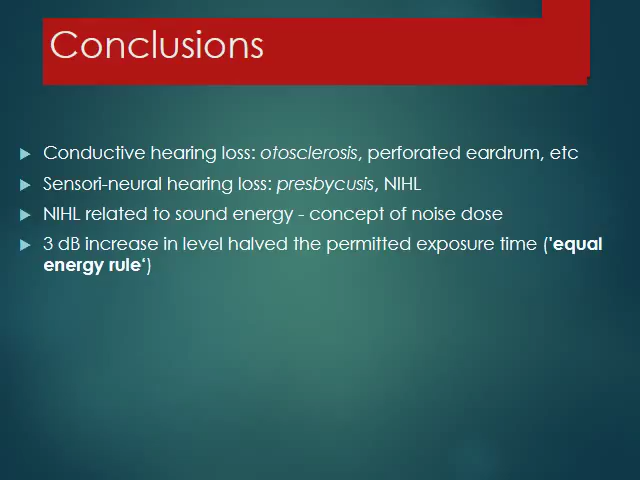 Conclusions
Conductive hearing loss: otosclerosis, perforated eardrum, etc
Sensori-neural hearing loss: presbycusis, NIHL
NIHL related to sound energy - concept of noise dose
3 dB increase in level halved the permitted exposure time ('equal
energy rule‘)